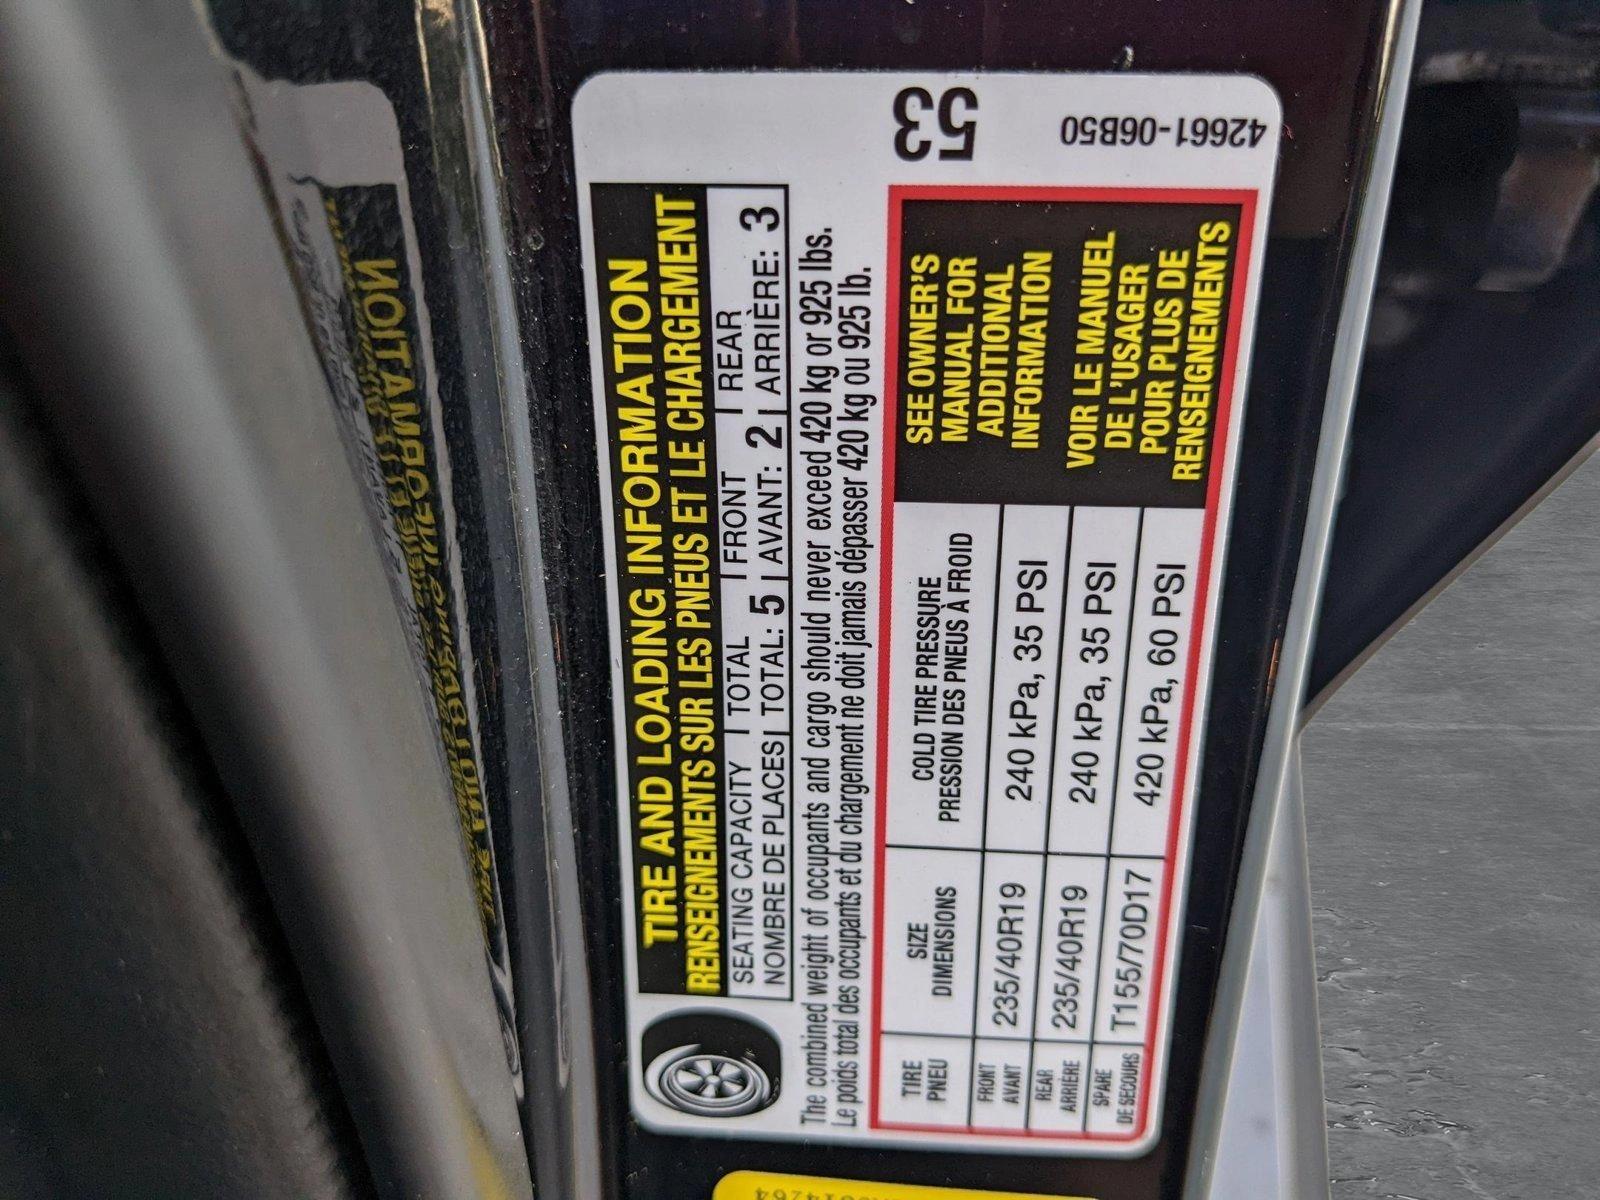 TIRE AND LOADING INFORMATION
RENSEIGNEMENTS SUR LES PNEUS ET LE CHARGEMENT
SEATING CAPACITY | TOTAL | FRONT | REAR
NOMBRE DE PLACES | TOTAL: 5 | AVANT: 2 | ARRIÈRE: 3
The combined weight of occupants and cargo should never exceed 420 kg or 925 lbs.
Le poids total des occupants et du chargement ne doit jamais dépasser 420 kg ou 925 lb.
TIRE SIZE COLD TIRE PRESSURE
PNEU DIMENSIONS PRESSION DES PNEUS À FROID
FRONT
AVANT 235/40R19 240 kPa, 35 PSI
REAR
ARRIÈRE 235/40R19 240 kPa, 35 PSI
SPARE
DE SECOURS T155/70D17 420 kPa, 60 PSI
SEE OWNER'S
MANUAL FOR
ADDITIONAL
INFORMATION
VOIR LE MANUEL
DE L'USAGER
POUR PLUS DE
RENSEIGNEMENTS
53
42661-06B50